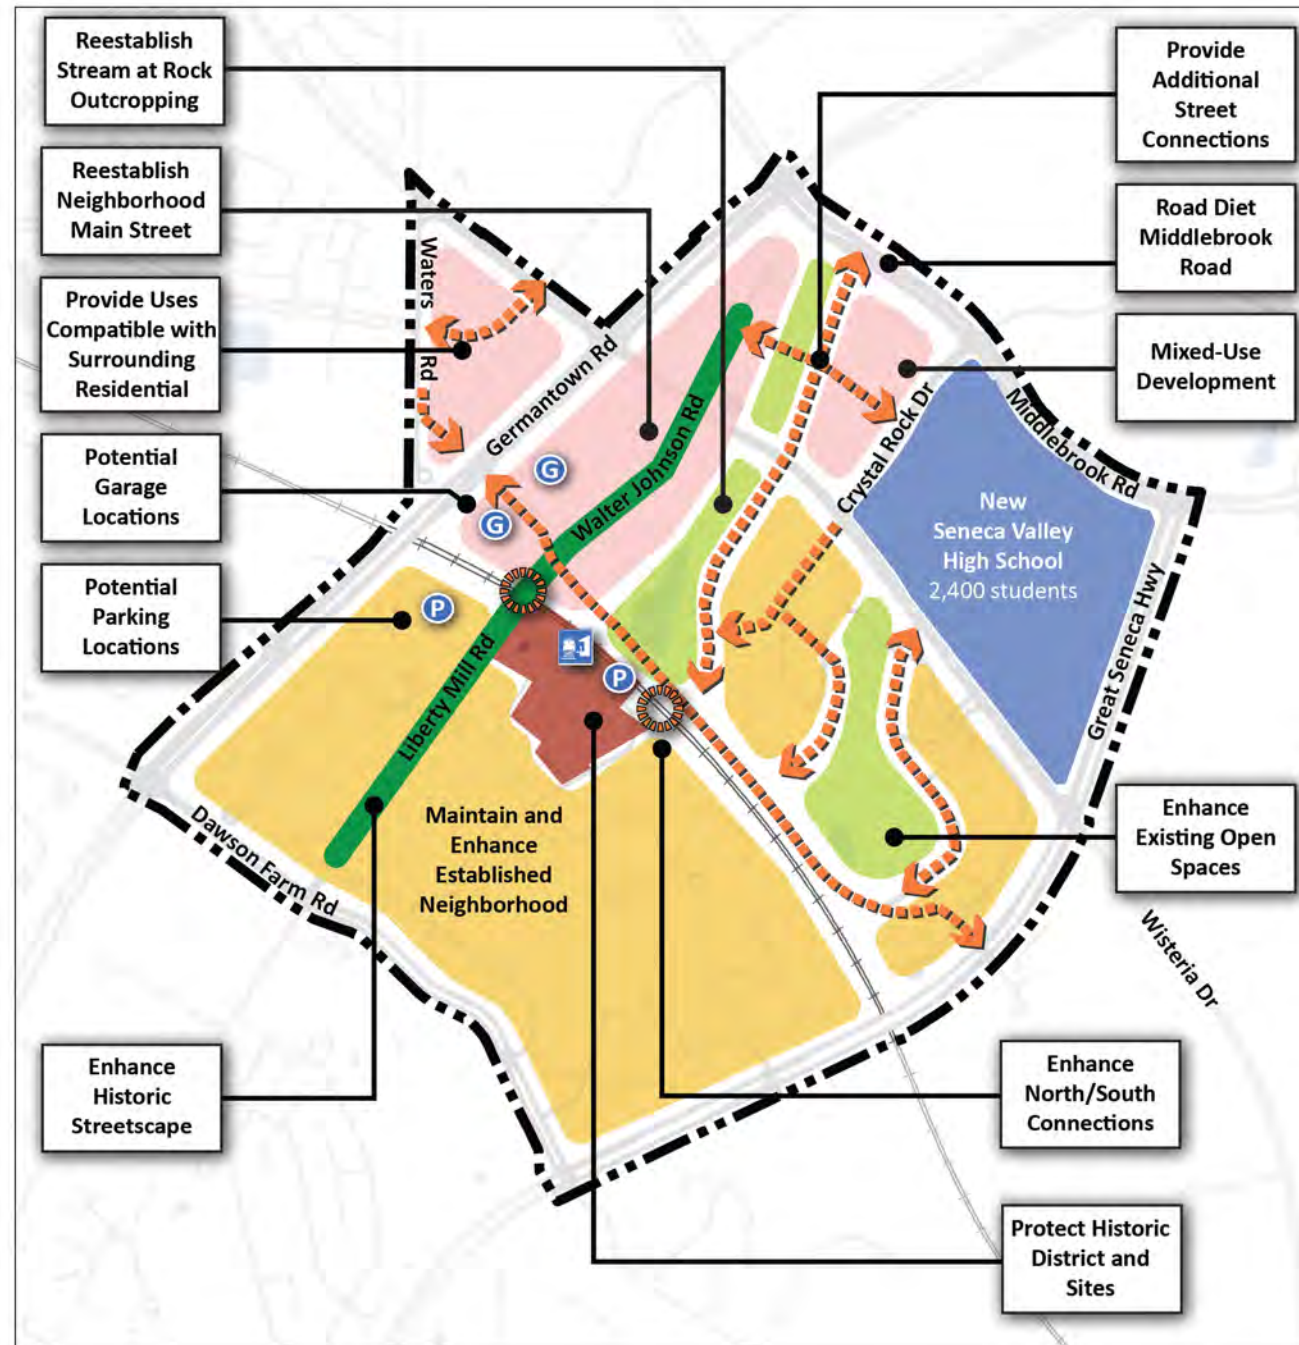 Reestablish
Stream at Rock
Outcropping
Reestablish
Neighborhood
Main Street
Provide Uses
Compatible with
Surrounding
Residential
Potential
Garage
Locations
Potential
Parking
Locations
Enhance
Historic
Streetscape
Provide
Additional
Street
Connections
Road Diet
Middlebrook
Road
Mixed-Use
Development
Enhance
Existing Open
Spaces
Enhance
North/South
Connections
Protect Historic
District and
Sites
Waters Rd
Germantown Rd
Walter Johnson Rd
Crystal Rock Dr
Middlebrook Rd
New
Seneca Valley
High School
2,400 students
Great Seneca Hwy
G
G
P
P
Liberty Mill Rd
Dawson Farm Rd
Maintain and
Enhance
Established
Neighborhood
Wisteria Dr